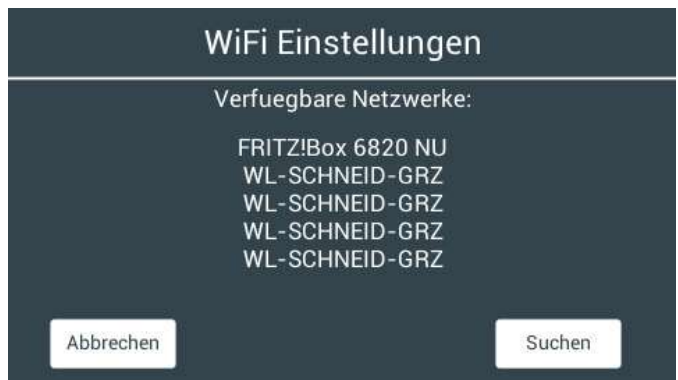 WiFi Einstellungen
Verfuegbare Netzwerke:
FRITZ!Box 6820 NU
WL-SCHNEID-GRZ
WL-SCHNEID-GRZ
WL-SCHNEID-GRZ
WL-SCHNEID-GRZ
Abbrechen
Suchen